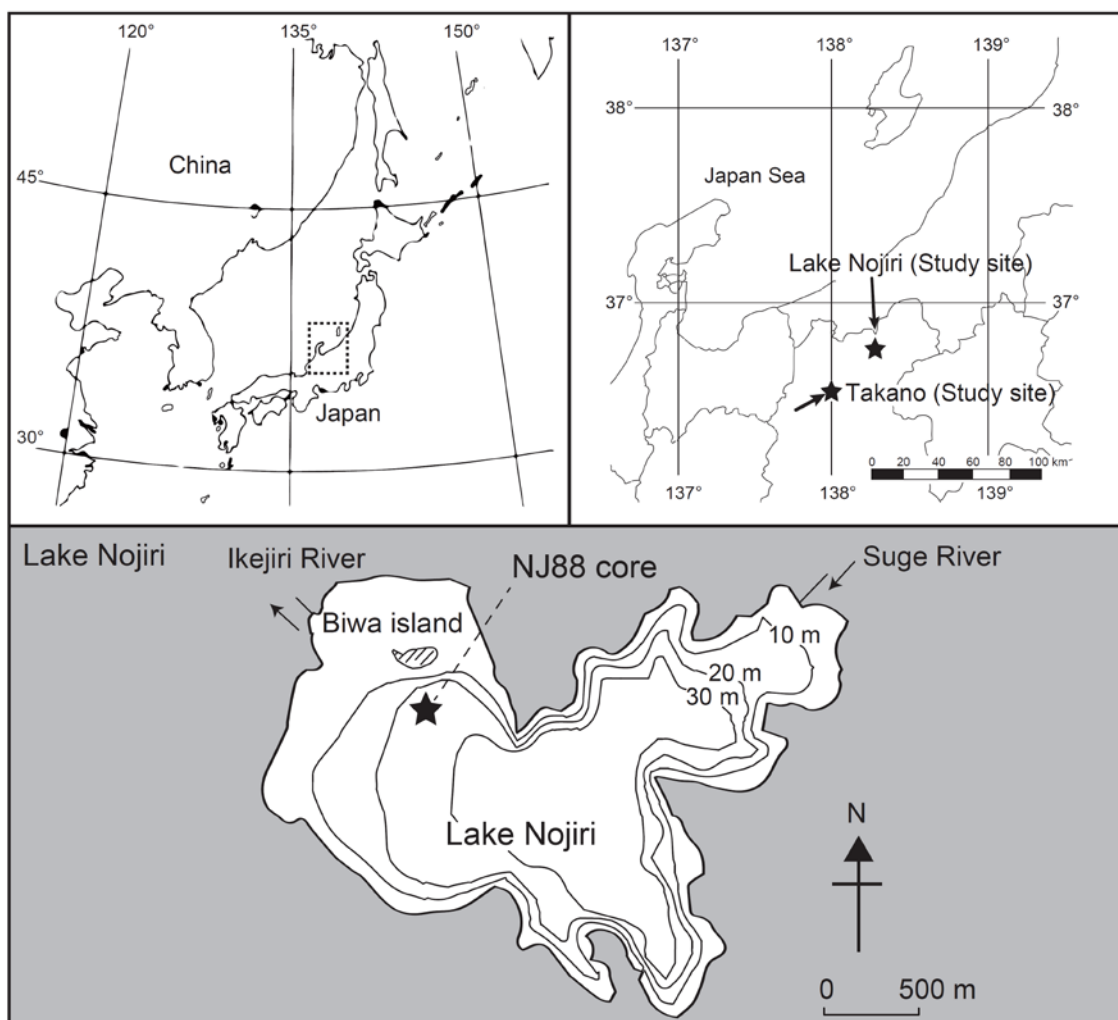 120°
135°
150°
45°
China
30°
Japan
137°
138°
139°
38°
38°
Japan Sea
Lake Nojiri (Study site)
37°
37°
Takano (Study site)
0 20 40 60 80 100 km
137°
138°
139°
Lake Nojiri
Ikejiri River
NJ88 core
Suge River
Biwa island
10 m
20 m
30 m
Lake Nojiri
N
0 500 m